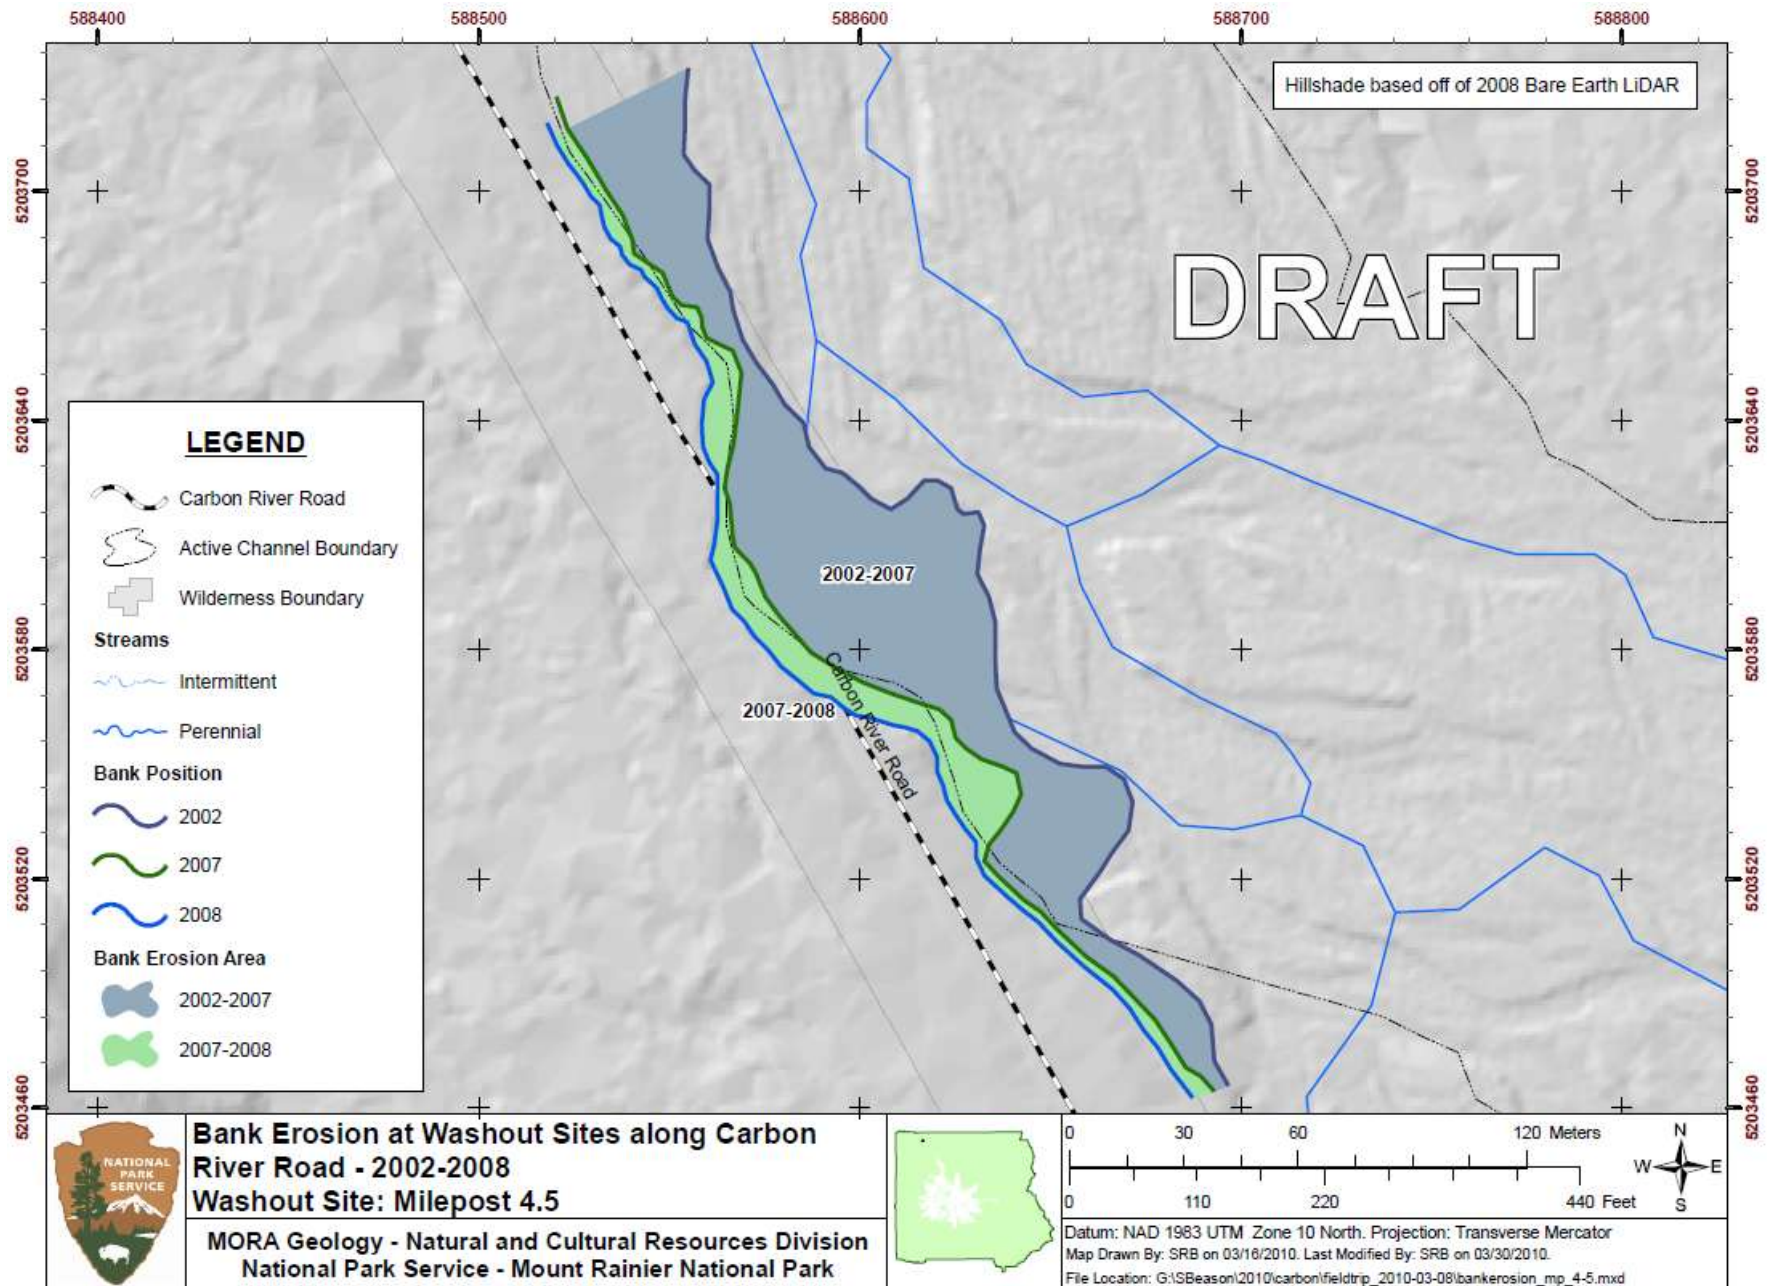 588400 588500 588600 588700 588800
Hillshade based off of 2008 Bare Earth LiDAR
5203700 5203700
DRAFT
5203640 5203640
LEGEND
Carbon River Road
Active Channel Boundary
Wilderness Boundary
Streams
Intermittent
Perennial
Bank Position
2002
2007
2008
Bank Erosion Area
2002-2007
2007-2008
2002-2007
5203580 5203580
2007-2008
Carbon River Road
5203520 5203520
5203460 5203460
NATIONAL
PARK
SERVICE
Bank Erosion at Washout Sites along Carbon
River Road - 2002-2008
Washout Site: Milepost 4.5
MORA Geology - Natural and Cultural Resources Division
National Park Service - Mount Rainier National Park
0 30 60 120 Meters
0 110 220 440 Feet
N
W E
S
Datum: NAD 1983 UTM Zone 10 North. Projection: Transverse Mercator
Map Drawn By: SRB on 03/16/2010. Last Modified By: SRB on 03/30/2010.
File Location: G:\SBeason\2010\carbon\fieldtrip_2010-03-08\bankerosion_mp_4-5.mxd